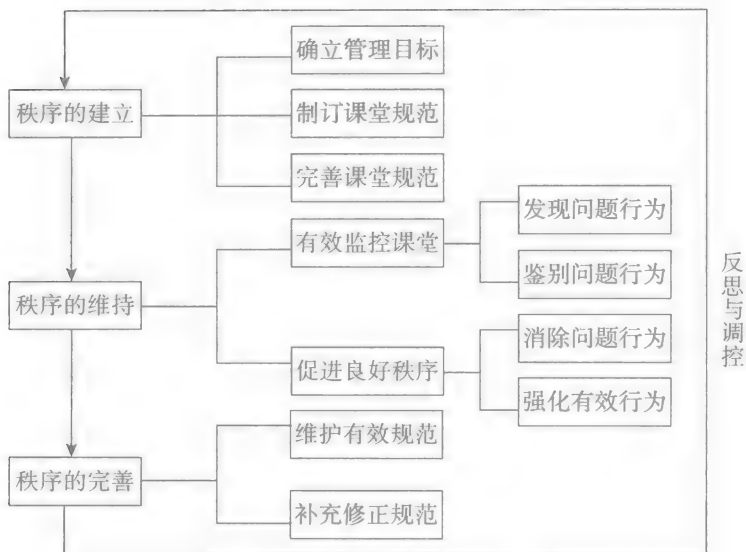 确立管理目标
秩序的建立
制订课堂规范
完善课堂规范
发现问题行为
有效监控课堂
鉴别问题行为
秩序的维持
消除问题行为
促进良好秩序
强化有效行为
维护有效规范
秩序的完善
补充修正规范
反思与调控